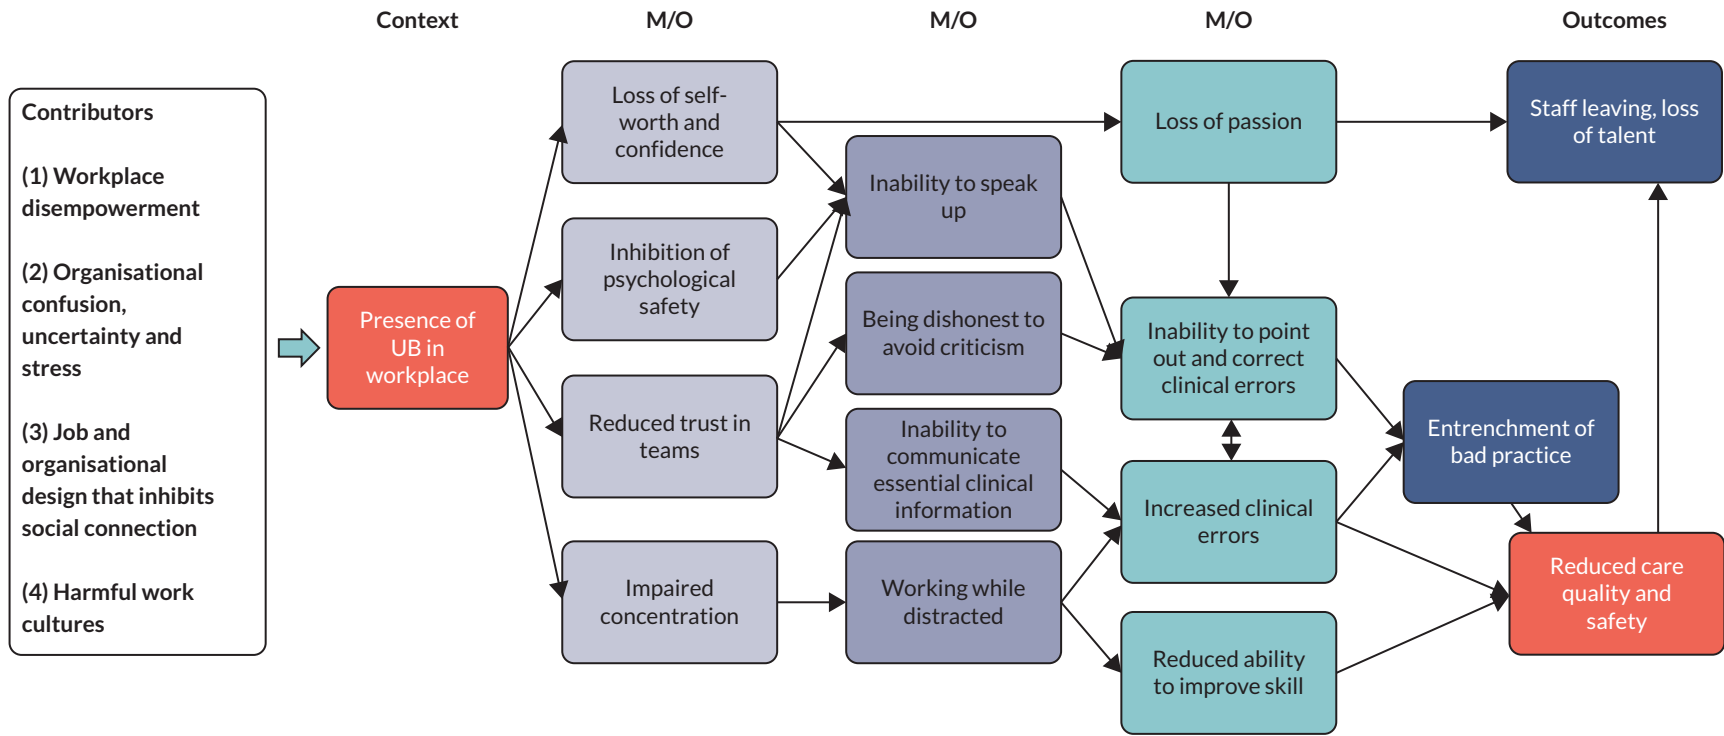 Context
M/O
M/O
M/O
Outcomes
Contributors
(1) Workplace
disempowerment
(2) Organisational
confusion,
uncertainty and
stress
(3) Job and
organisational
design that inhibits
social connection
(4) Harmful work
cultures
Presence of
UB in
workplace
Loss of self-
worth and
confidence
Inhibition of
psychological
safety
Reduced trust in
teams
Impaired
concentration
Inability to speak
up
Being dishonest to
avoid criticism
Inability to
communicate
essential clinical
information
Working while
distracted
Loss of passion
Inability to point
out and correct
clinical errors
Increased clinical
errors
Reduced ability
to improve skill
Staff leaving, loss
of talent
Entrenchment of
bad practice
Reduced care
quality and
safety